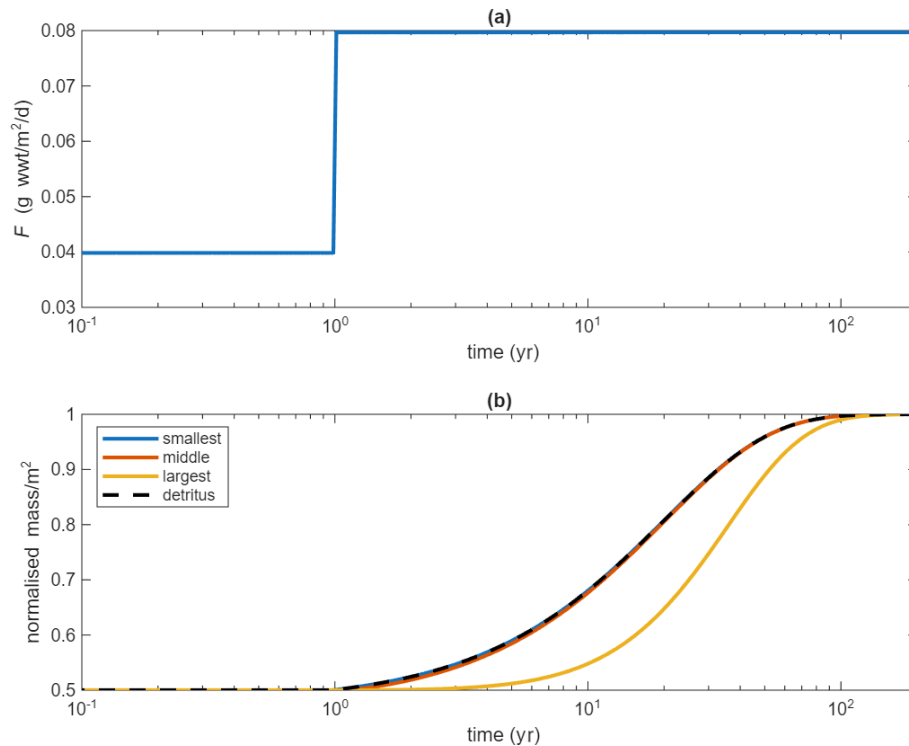 (a)
0.08
0.07
0.06
0.05
0.04
0.03
F (g wwt/m²/d)
10⁻¹ 10⁰ 10¹ 10²
time (yr)
(b)
1
0.9
0.8
0.7
0.6
0.5
normalised mass/m²
smallest
middle
largest
detritus
10⁻¹ 10⁰ 10¹ 10²
time (yr)